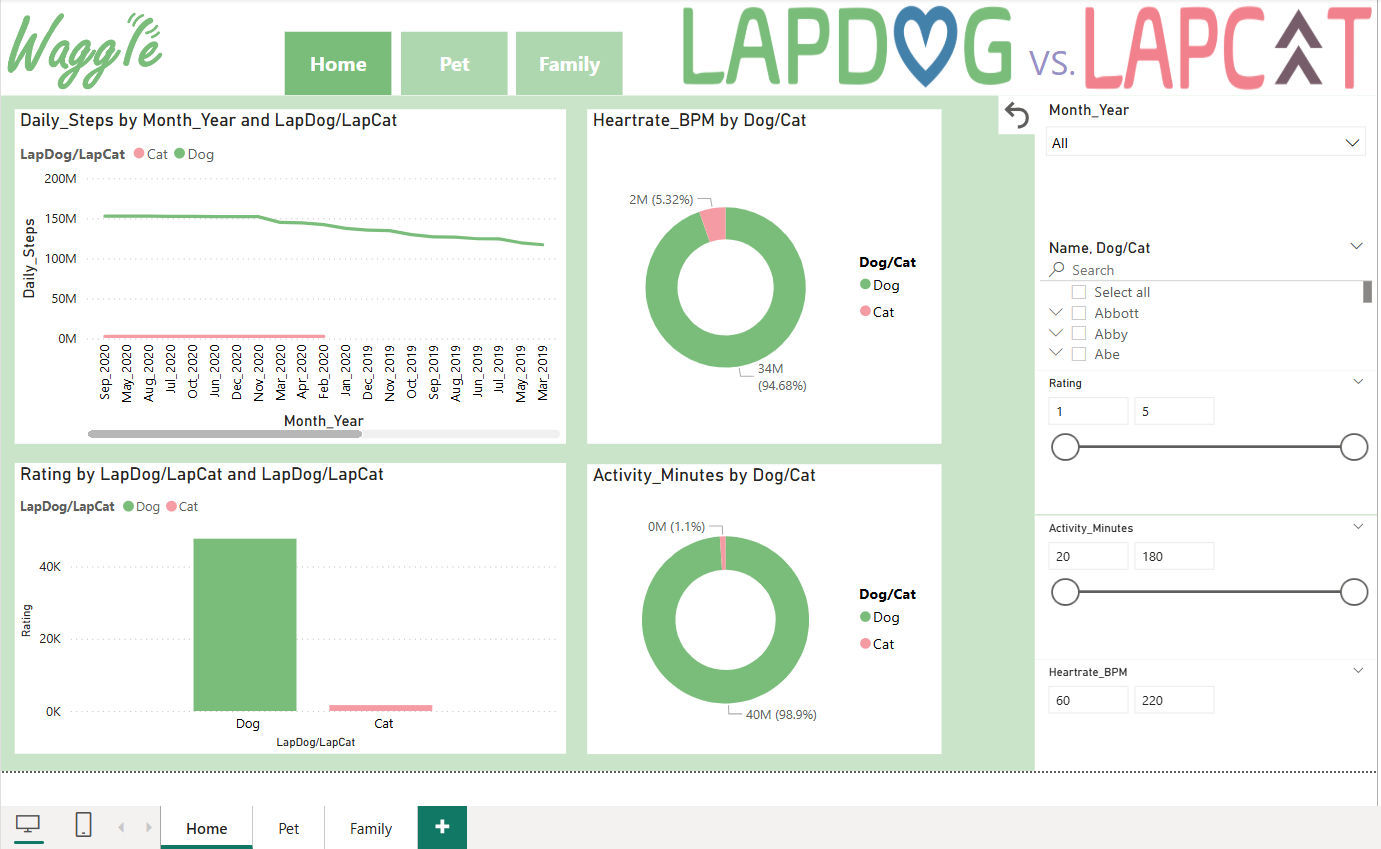 Waggle
Home
Pet
Family
LAPDOG VS. LAPCAT
Daily_Steps by Month_Year and LapDog/LapCat
LapDog/LapCat Cat Dog
200M
150M
100M
50M
0M
Daily_Steps
Sep_2020
May_2020
Aug_2020
Jul_2020
Oct_2020
Jun_2020
Dec_2020
Nov_2020
Mar_2020
Apr_2020
Feb_2020
Jan_2020
Dec_2019
Nov_2019
Oct_2019
Sep_2019
Aug_2019
Jun_2019
Jul_2019
May_2019
Mar_2019
Month_Year
Heartrate_BPM by Dog/Cat
2M (5.32%)
34M
(94.68%)
Dog/Cat
Dog
Cat
Rating by LapDog/LapCat and LapDog/LapCat
LapDog/LapCat Dog Cat
40K
20K
0K
Rating
Dog
Cat
LapDog/LapCat
Activity_Minutes by Dog/Cat
0M (1.1%)
40M (98.9%)
Dog/Cat
Dog
Cat
Month_Year
All
Name, Dog/Cat
Search
Select all
Abbott
Abby
Abe
Rating
1 5
Activity_Minutes
20 180
Heartrate_BPM
60 220
Home
Pet
Family